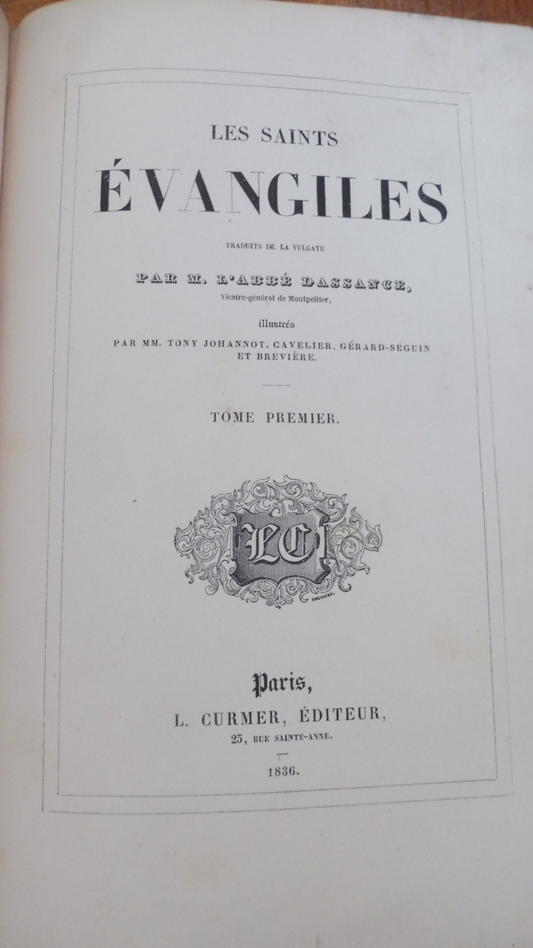 LES SAINTS
ÉVANGILES
TRADUITS DE LA VULGATE
PAR M. L'ABBÉ DASSANCE,
Vicaire-général de Montpellier,
illustrés
PAR MM. TONY JOHANNOT, CAVELIER, GÉRARD-SÉGUIN
ET BREVIÈRE.
TOME PREMIER.
LC
BREVIERE.
Paris,
L. CURMER, ÉDITEUR,
25, RUE SAINTE-ANNE.
1836.